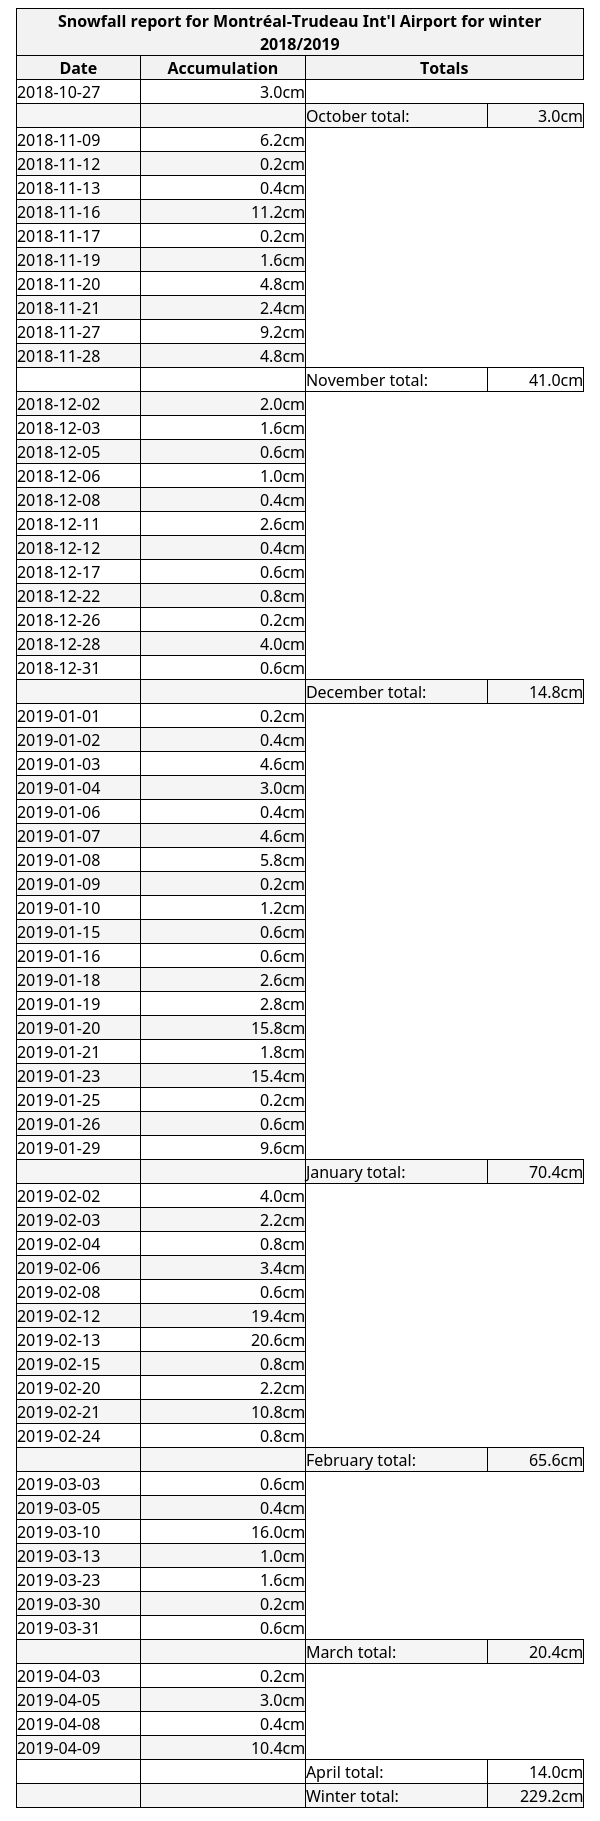 Snowfall report for Montréal-Trudeau Int'l Airport for winter
2018/2019
Date Accumulation Totals
2018-10-27 3.0cm
October total: 3.0cm
2018-11-09 6.2cm
2018-11-12 0.2cm
2018-11-13 0.4cm
2018-11-16 11.2cm
2018-11-17 0.2cm
2018-11-19 1.6cm
2018-11-20 4.8cm
2018-11-21 2.4cm
2018-11-27 9.2cm
2018-11-28 4.8cm
November total: 41.0cm
2018-12-02 2.0cm
2018-12-03 1.6cm
2018-12-05 0.6cm
2018-12-06 1.0cm
2018-12-08 0.4cm
2018-12-11 2.6cm
2018-12-12 0.4cm
2018-12-17 0.6cm
2018-12-22 0.8cm
2018-12-26 0.2cm
2018-12-28 4.0cm
2018-12-31 0.6cm
December total: 14.8cm
2019-01-01 0.2cm
2019-01-02 0.4cm
2019-01-03 4.6cm
2019-01-04 3.0cm
2019-01-06 0.4cm
2019-01-07 4.6cm
2019-01-08 5.8cm
2019-01-09 0.2cm
2019-01-10 1.2cm
2019-01-15 0.6cm
2019-01-16 0.6cm
2019-01-18 2.6cm
2019-01-19 2.8cm
2019-01-20 15.8cm
2019-01-21 1.8cm
2019-01-23 15.4cm
2019-01-25 0.2cm
2019-01-26 0.6cm
2019-01-29 9.6cm
January total: 70.4cm
2019-02-02 4.0cm
2019-02-03 2.2cm
2019-02-04 0.8cm
2019-02-06 3.4cm
2019-02-08 0.6cm
2019-02-12 19.4cm
2019-02-13 20.6cm
2019-02-15 0.8cm
2019-02-20 2.2cm
2019-02-21 10.8cm
2019-02-24 0.8cm
February total: 65.6cm
2019-03-03 0.6cm
2019-03-05 0.4cm
2019-03-10 16.0cm
2019-03-13 1.0cm
2019-03-23 1.6cm
2019-03-30 0.2cm
2019-03-31 0.6cm
March total: 20.4cm
2019-04-03 0.2cm
2019-04-05 3.0cm
2019-04-08 0.4cm
2019-04-09 10.4cm
April total: 14.0cm
Winter total: 229.2cm